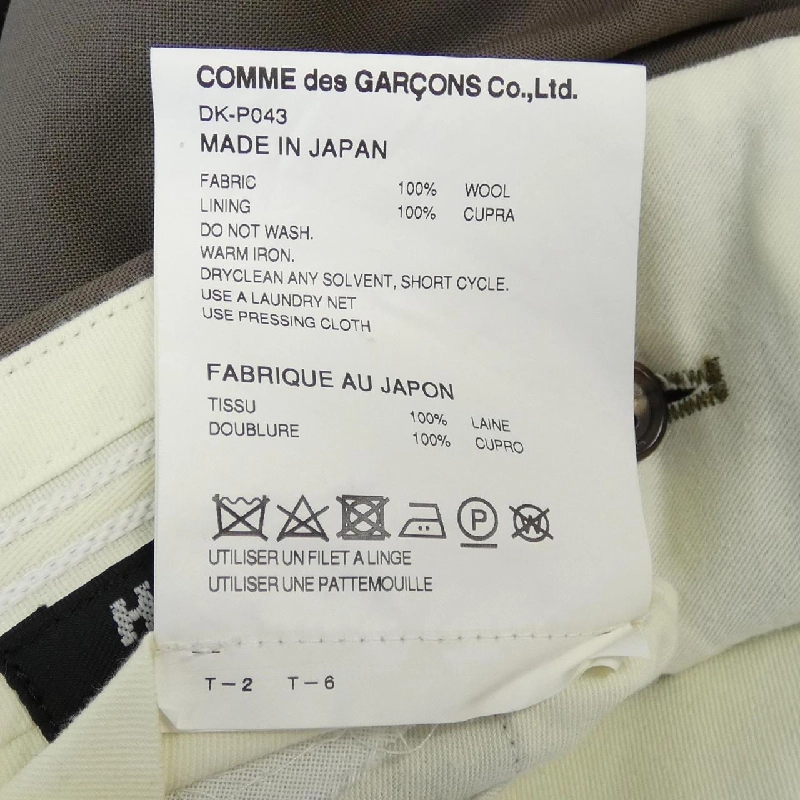 COMME des GARÇONS Co.,Ltd.
DK-P043
MADE IN JAPAN
FABRIC 100% WOOL
LINING 100% CUPRA
DO NOT WASH.
WARM IRON.
DRYCLEAN ANY SOLVENT, SHORT CYCLE.
USE A LAUNDRY NET
USE PRESSING CLOTH
FABRIQUE AU JAPON
TISSU 100% LAINE
DOUBLURE 100% CUPRO
P
W
UTILISER UN FILET A LINGE
UTILISER UNE PATTEMOUILLE
T-2 T-6
H